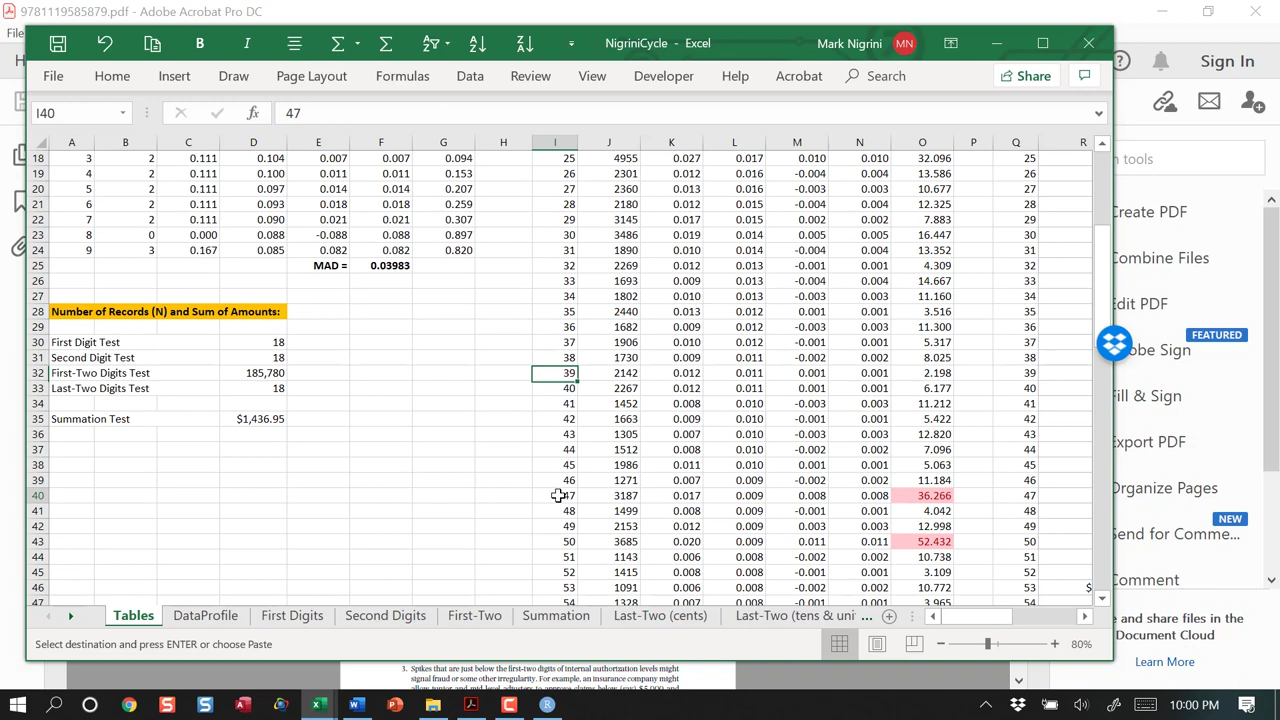 9781119585879.pdf - Adobe Acrobat Pro DC
NigriniCycle - Excel
Mark Nigrini MN
File Home Insert Draw Page Layout Formulas Data Review View Developer Help Acrobat Search Share
Sign In
I40 fx 47
A B C D E F G H I J K L M N O P Q R
18 3 2 0.111 0.104 0.007 0.007 0.094 25 4955 0.027 0.017 0.010 0.010 32.096 25
19 4 2 0.111 0.100 0.011 0.011 0.153 26 2301 0.012 0.016 -0.004 0.004 13.586 26
20 5 2 0.111 0.097 0.014 0.014 0.207 27 2360 0.013 0.016 -0.003 0.003 10.677 27
21 6 2 0.111 0.093 0.018 0.018 0.259 28 2180 0.012 0.015 -0.004 0.004 12.325 28
22 7 2 0.111 0.090 0.021 0.021 0.307 29 3145 0.017 0.015 0.002 0.002 7.883 29
23 8 0 0.000 0.088 -0.088 0.088 0.897 30 3486 0.019 0.014 0.005 0.005 16.447 30
24 9 3 0.167 0.085 0.082 0.082 0.820 31 1890 0.010 0.014 -0.004 0.004 13.352 31
25 MAD = 0.03983 32 2269 0.012 0.013 -0.001 0.001 4.309 32
26 33 1693 0.009 0.013 -0.004 0.004 14.667 33
27 34 1802 0.010 0.013 -0.003 0.003 11.160 34
28 Number of Records (N) and Sum of Amounts: 35 2440 0.013 0.012 0.001 0.001 3.516 35
29 36 1682 0.009 0.012 -0.003 0.003 11.300 36
30 First Digit Test 18 37 1906 0.010 0.012 -0.001 0.001 5.317 37
31 Second Digit Test 18 38 1730 0.009 0.011 -0.002 0.002 8.025 38
32 First-Two Digits Test 185,780 39 2142 0.012 0.011 0.001 0.001 2.198 39
33 Last-Two Digits Test 18 40 2267 0.012 0.011 0.001 0.001 6.177 40
34 41 1452 0.008 0.010 -0.003 0.003 11.212 41
35 Summation Test $1,436.95 42 1663 0.009 0.010 -0.001 0.001 5.422 42
36 43 1305 0.007 0.010 -0.003 0.003 12.820 43
37 44 1512 0.008 0.010 -0.002 0.002 7.096 44
38 45 1986 0.011 0.010 0.001 0.001 5.063 45
39 46 1271 0.007 0.009 -0.002 0.002 11.184 46
40 47 3187 0.017 0.009 0.008 0.008 36.266 47
41 48 1499 0.008 0.009 -0.001 0.001 4.042 48
42 49 2153 0.012 0.009 0.003 0.003 12.998 49
43 50 3685 0.020 0.009 0.011 0.011 52.432 50
44 51 1143 0.006 0.008 -0.002 0.002 10.738 51
45 52 1415 0.008 0.008 -0.001 0.001 3.109 52
46 53 1091 0.006 0.008 -0.002 0.002 10.772 53 $
47 54 1328 0.007 0.008 -0.001 0.001 3.965 54
tools
Create PDF
Combine Files
Edit PDF
FEATURED
Adobe Sign
Fill & Sign
Export PDF
Organize Pages
NEW
Send for Comme...
Comment
e and share files in the
Document Cloud
Learn More
Tables DataProfile First Digits Second Digits First-Two Summation Last-Two (cents) Last-Two (tens & uni ...
Select destination and press ENTER or choose Paste 80%
3. Spikes that are just below the first-two digits of internal authorization levels might
signal fraud or some other irregularity. For example, an insurance company might
allow junior and mid-level adjusters to approve claims below (say) $5,000 and
10:00 PM